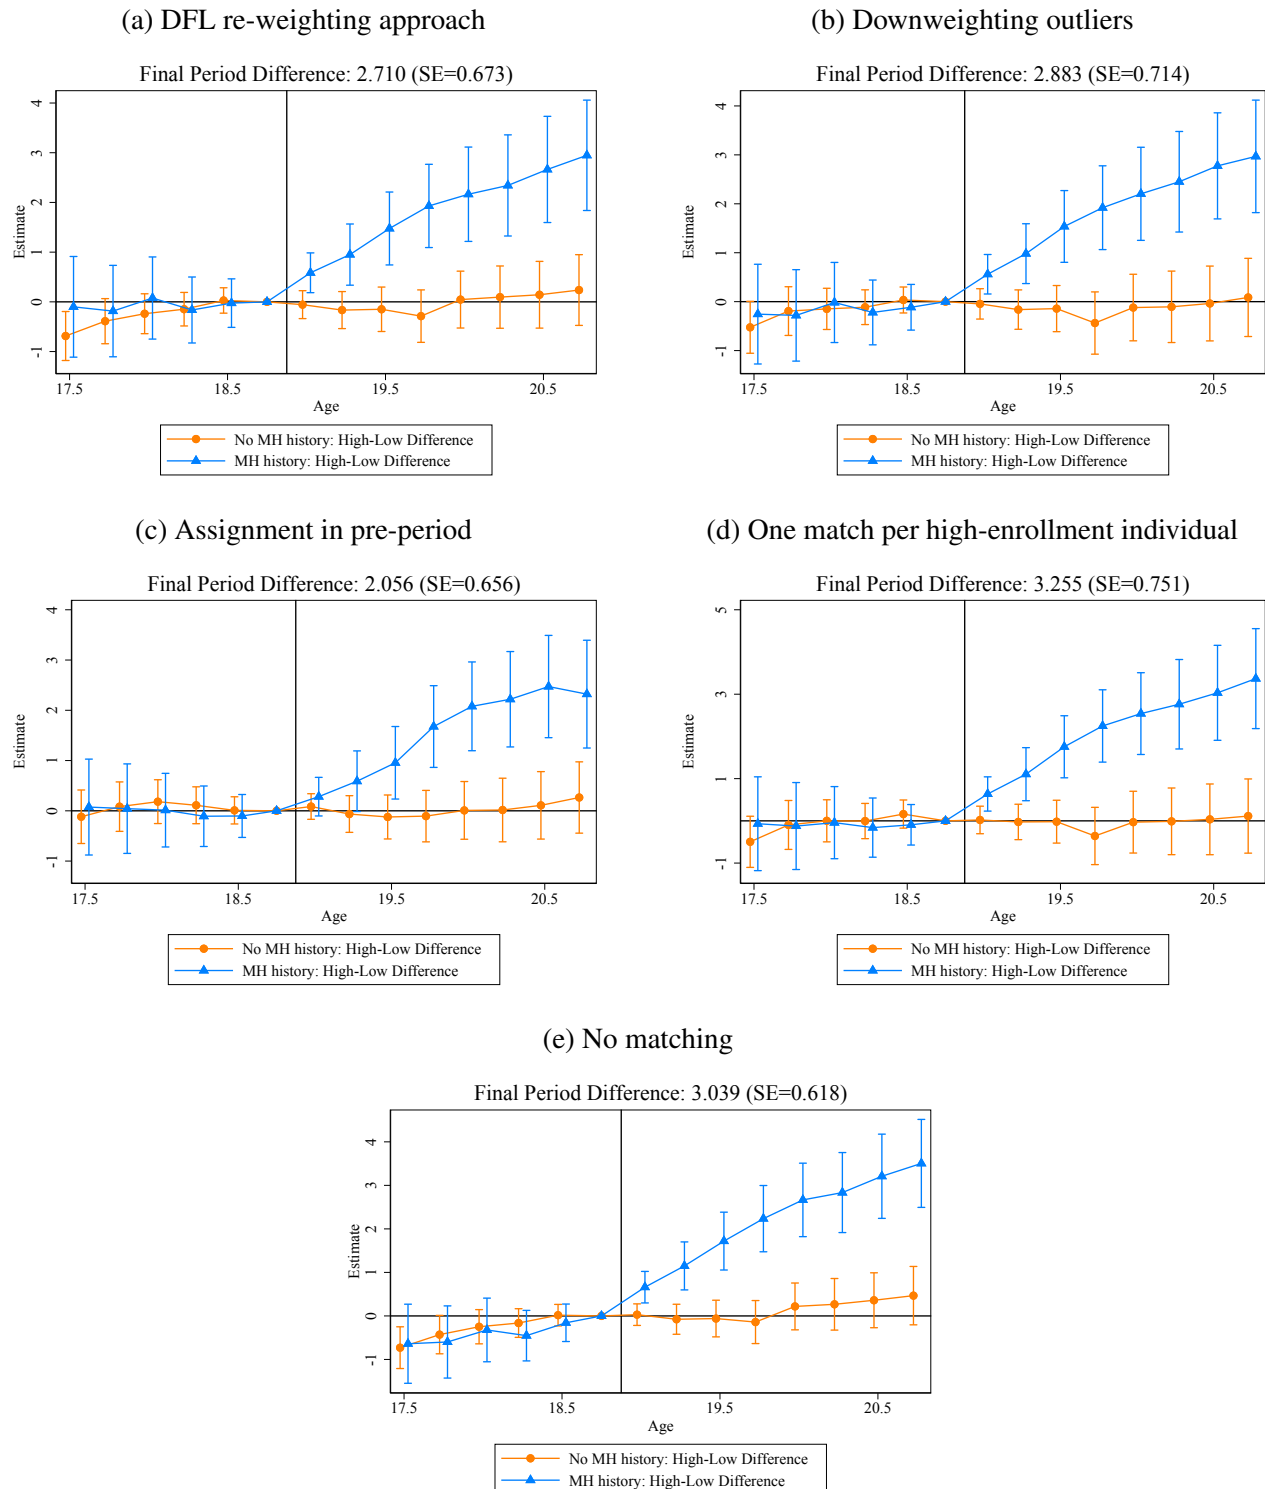 (a) DFL re-weighting approach
Final Period Difference: 2.710 (SE=0.673)
4
3
2
1
0
-1
Estimate
17.5
18.5
19.5
20.5
Age
No MH history: High-Low Difference
MH history: High-Low Difference
(b) Downweighting outliers
Final Period Difference: 2.883 (SE=0.714)
4
3
2
1
0
-1
Estimate
17.5
18.5
19.5
20.5
Age
No MH history: High-Low Difference
MH history: High-Low Difference
(c) Assignment in pre-period
Final Period Difference: 2.056 (SE=0.656)
4
3
2
1
0
-1
Estimate
17.5
18.5
19.5
20.5
Age
No MH history: High-Low Difference
MH history: High-Low Difference
(d) One match per high-enrollment individual
Final Period Difference: 3.255 (SE=0.751)
5
3
1
-1
Estimate
17.5
18.5
19.5
20.5
Age
No MH history: High-Low Difference
MH history: High-Low Difference
(e) No matching
Final Period Difference: 3.039 (SE=0.618)
4
3
2
1
0
-1
Estimate
17.5
18.5
19.5
20.5
Age
No MH history: High-Low Difference
MH history: High-Low Difference